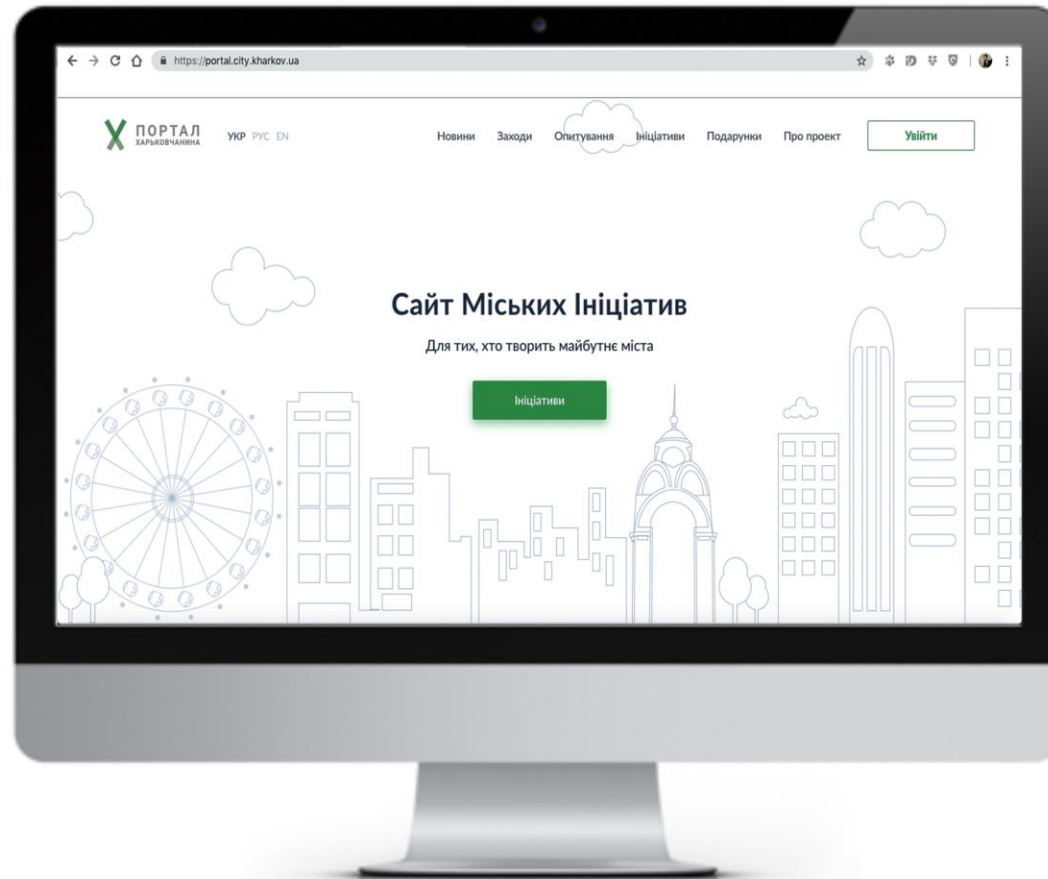 https://portal.city.kharkov.ua
ПОРТАЛ
ХАРЬКОВЧАНИНА
УКР РУС EN
Новини Заходи Опитування Ініціативи Подарунки Про проект Увійти
Сайт Міських Ініціатив
Для тих, хто творить майбутнє міста
Ініціативи